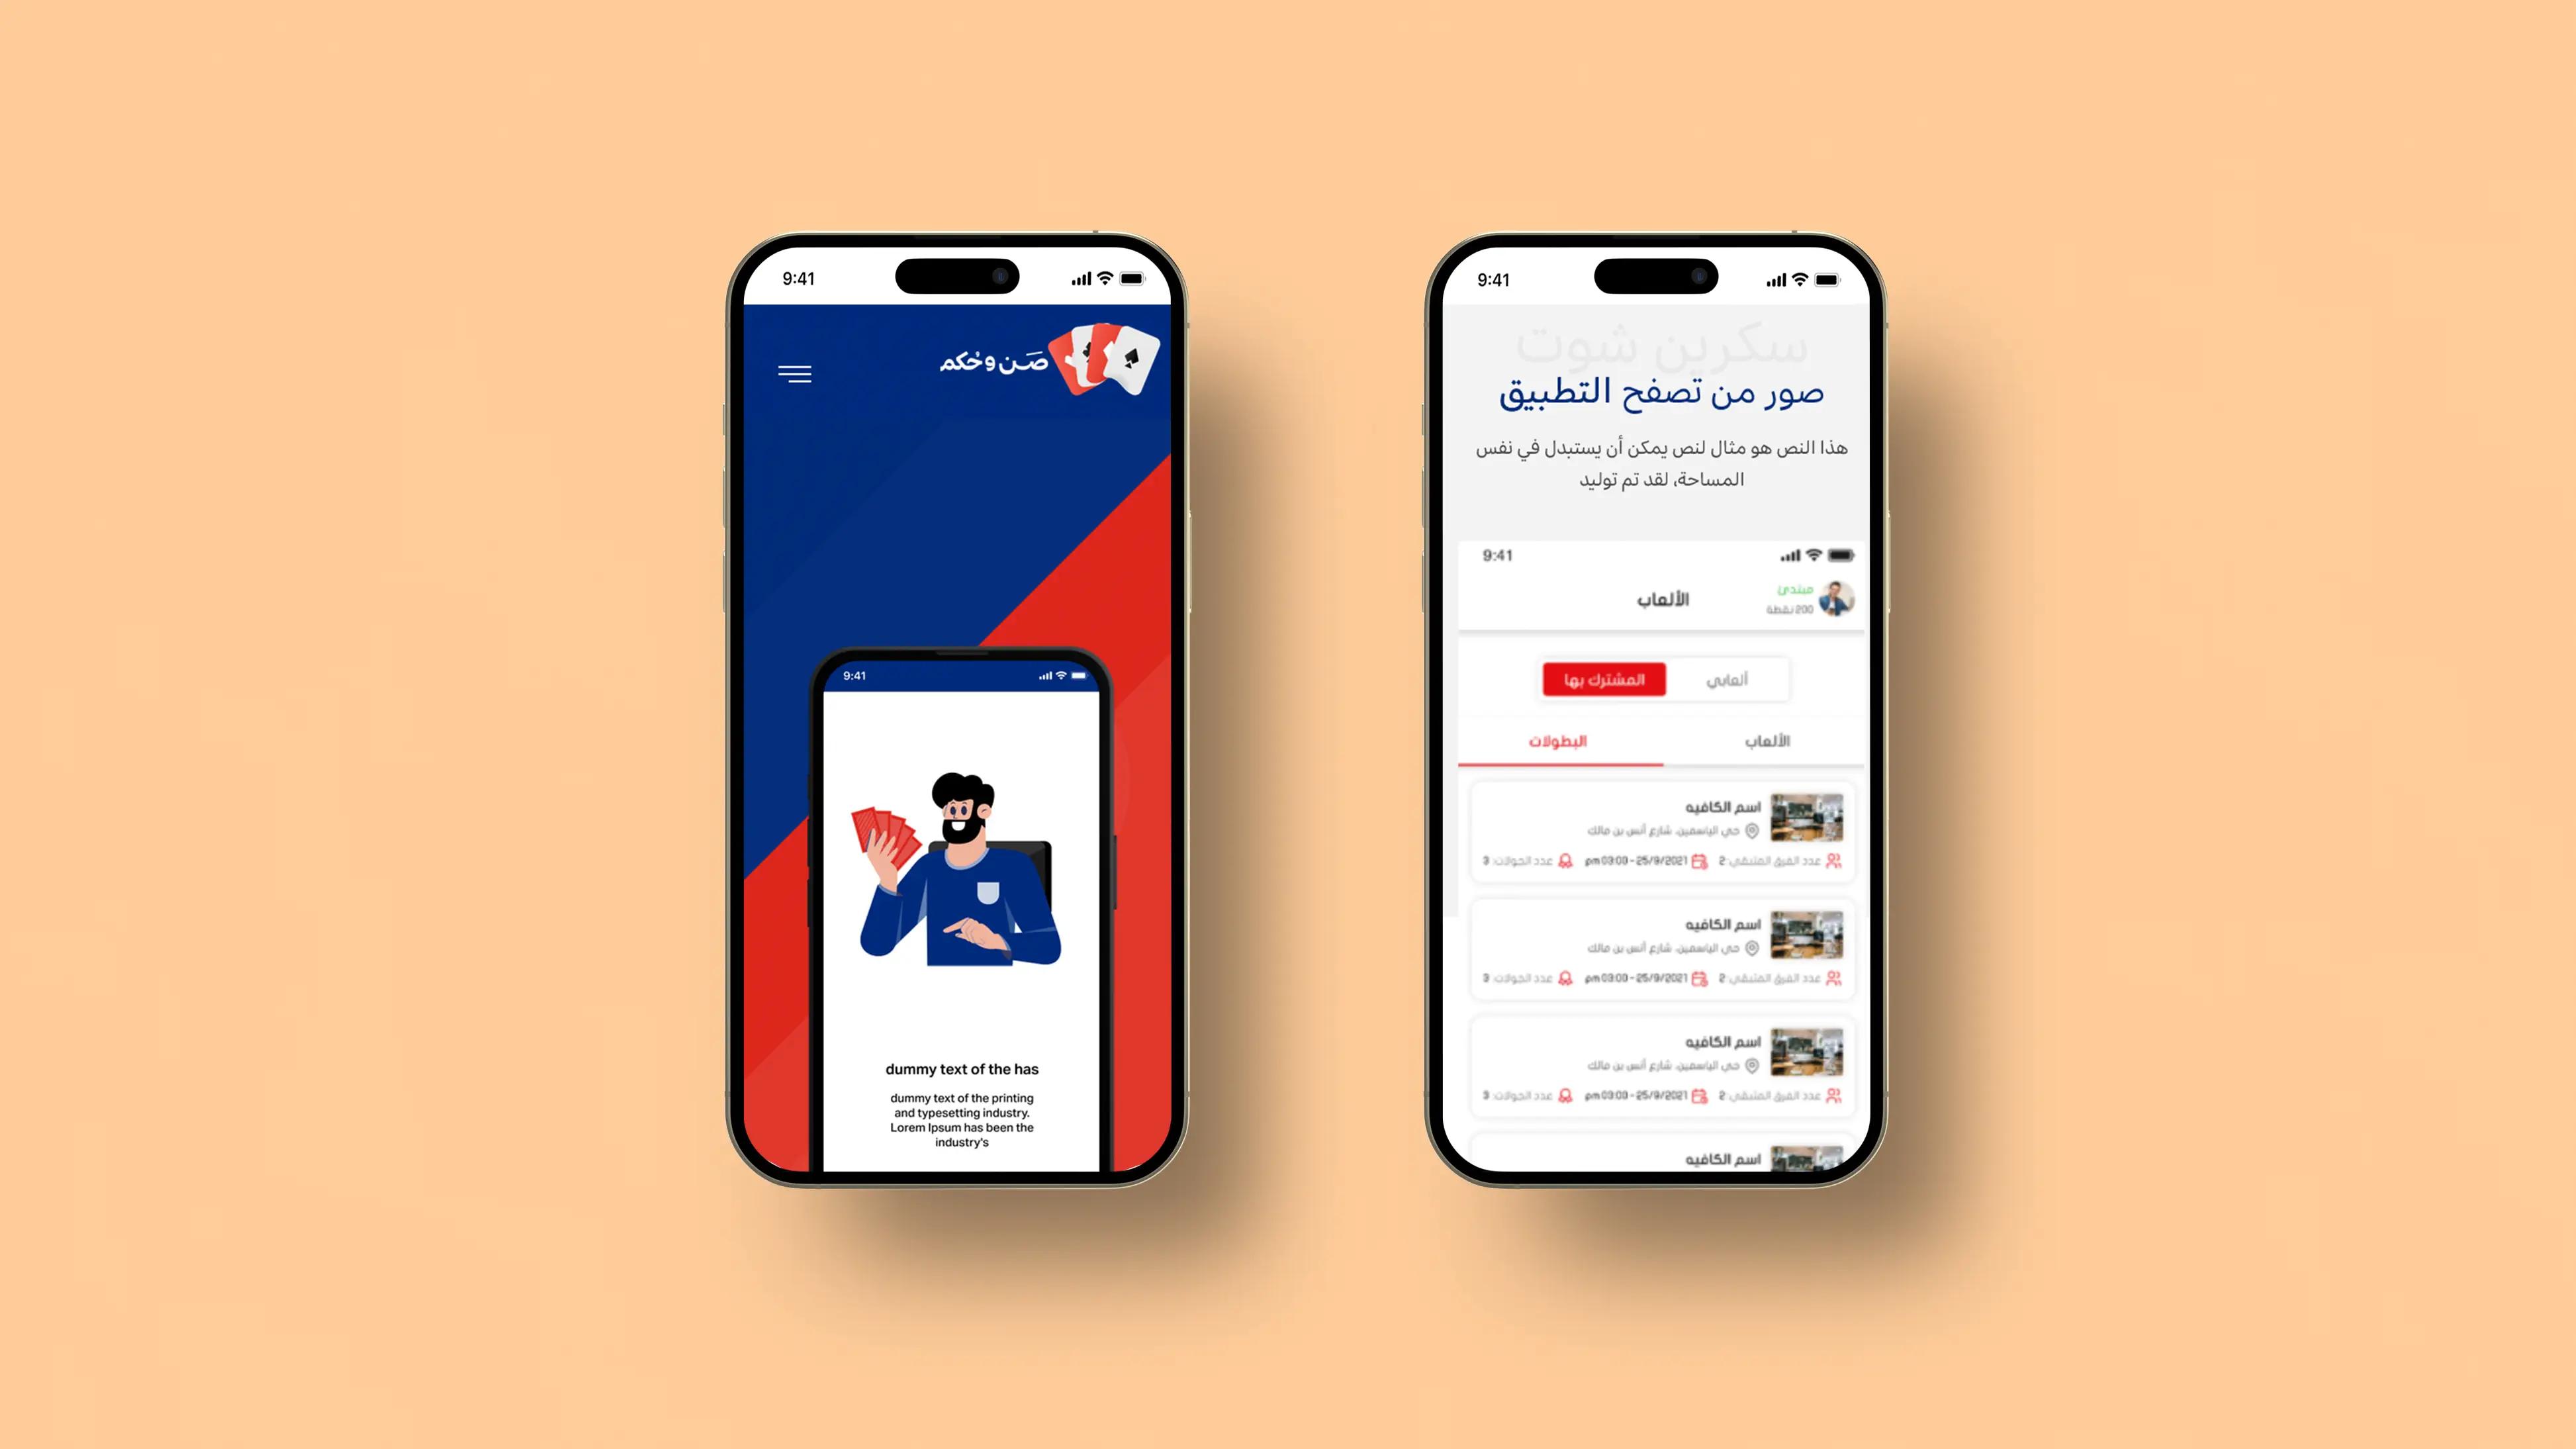 9:41
صَـن وحُكم
9:41
dummy text of the has
dummy text of the printing
and typesetting industry.
Lorem Ipsum has been the
industry's
9:41
سكرين شوت
صور من تصفح التطبيق
هذا النص هو مثال لنص يمكن أن يستبدل في نفس
المساحة، لقد تم توليد
9:41
مبتدئ
200 نقطة
الألعاب
ألعابي
المشترك بها
الألعاب
البطولات
اسم الكافيه
حي الياسمين، شارع أنس بن مالك
عدد الفرق المتبقي: 2 25/9/2021 - 03:00 pm عدد الجولات: 3
اسم الكافيه
حي الياسمين، شارع أنس بن مالك
عدد الفرق المتبقي: 2 25/9/2021 - 03:00 pm عدد الجولات: 3
اسم الكافيه
حي الياسمين، شارع أنس بن مالك
عدد الفرق المتبقي: 2 25/9/2021 - 03:00 pm عدد الجولات: 3
اسم الكافيه